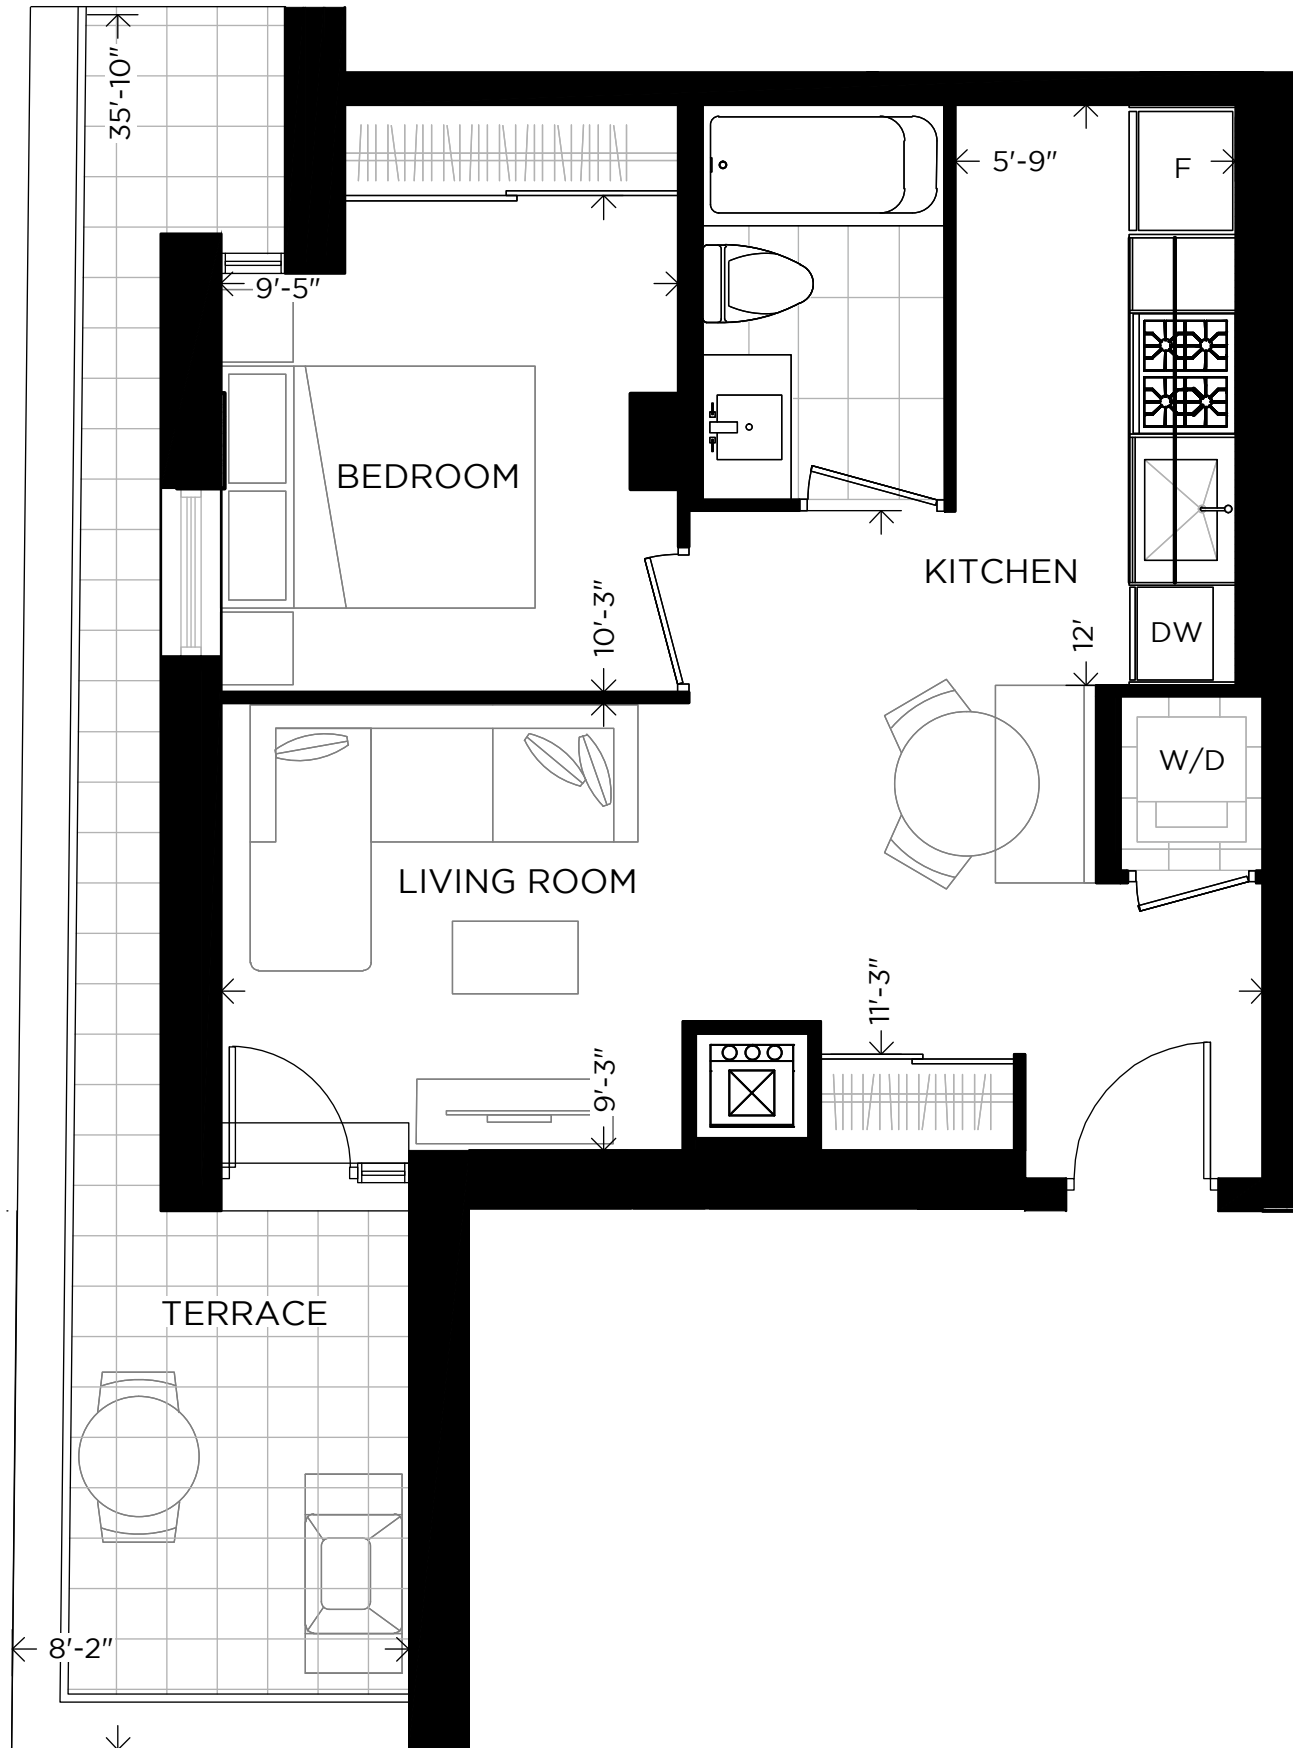 35'-10"
5'-9"
F
9'-5"
BEDROOM
KITCHEN
10'-3"
12'
DW
W/D
LIVING ROOM
11'-3"
9'-3"
TERRACE
8'-2"